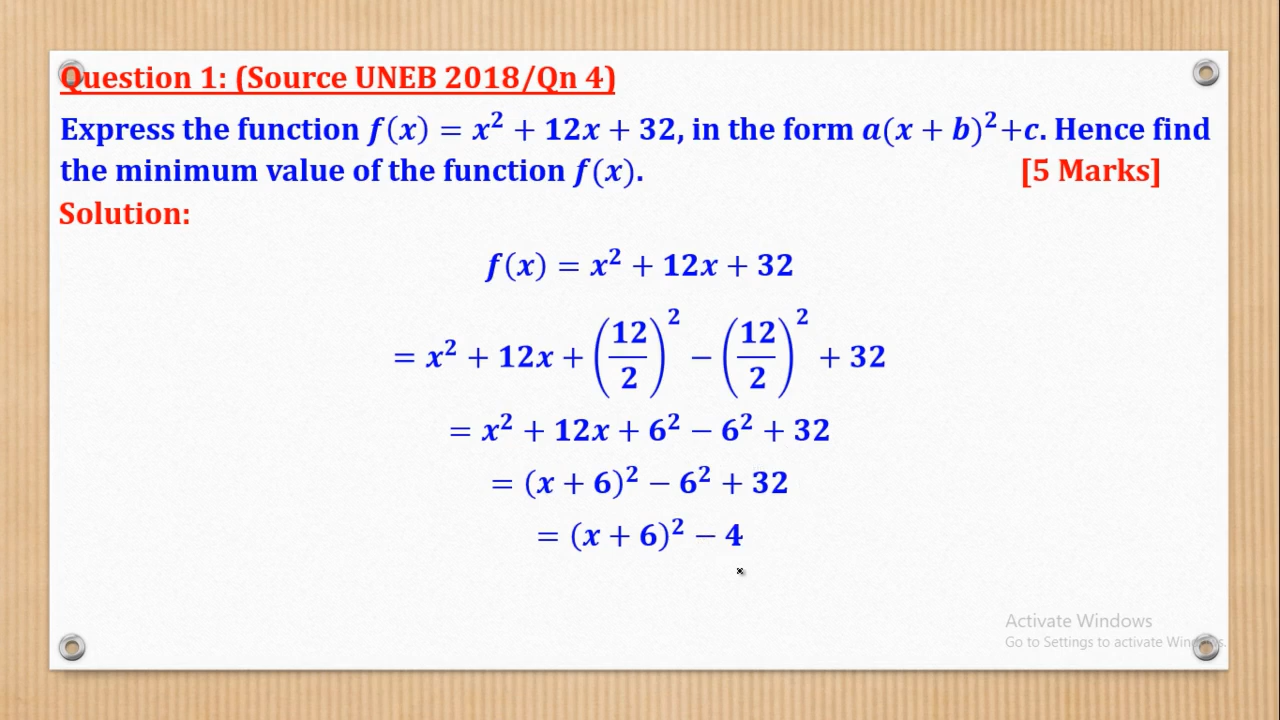 Question 1: (Source UNEB 2018/Qn 4)
Express the function f(x) = x² + 12x + 32, in the form a(x + b)²+c. Hence find
the minimum value of the function f(x). [5 Marks]
Solution:
f(x) = x² + 12x + 32
= x² + 12x + (12/2)² − (12/2)² + 32
= x² + 12x + 6² − 6² + 32
= (x + 6)² − 6² + 32
= (x + 6)² − 4
Activate Windows
Go to Settings to activate Windows.